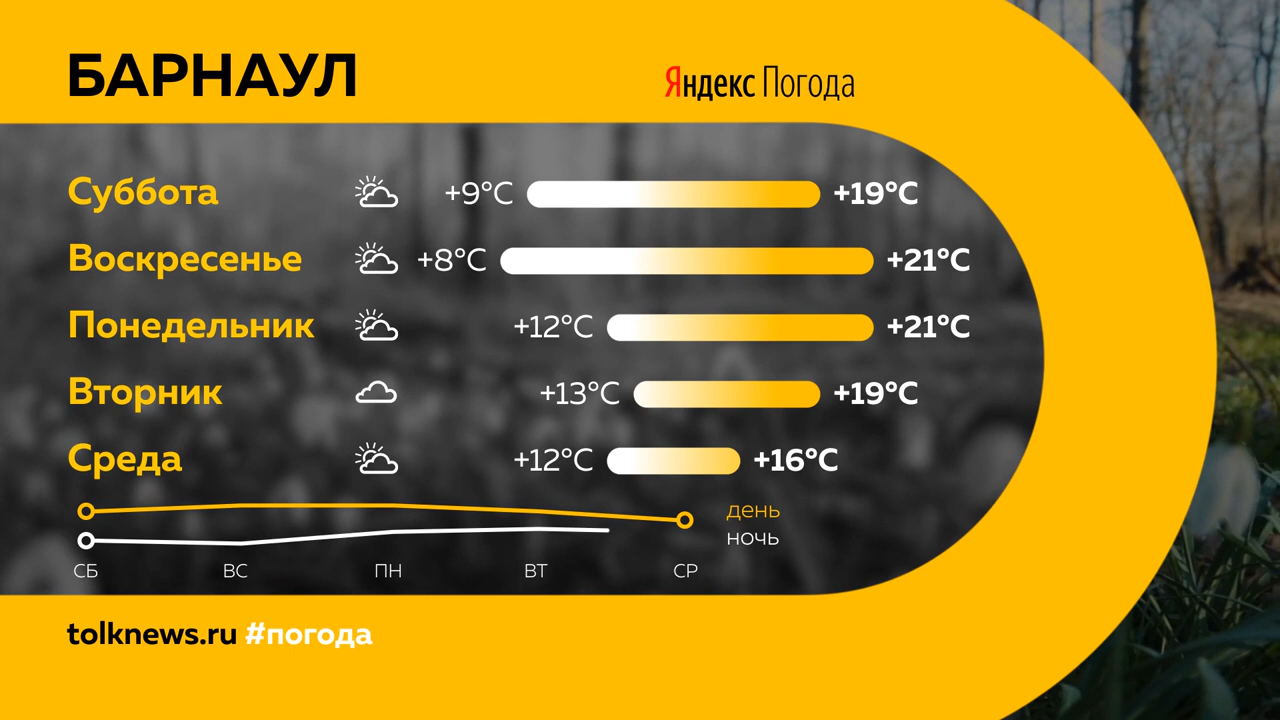 БАРНАУЛ
Яндекс Погода
Суббота +9°C +19°C
Воскресенье +8°C +21°C
Понедельник +12°C +21°C
Вторник +13°C +19°C
Среда +12°C +16°C
день
ночь
СБ ВС ПН ВТ СР
tolknews.ru #погода